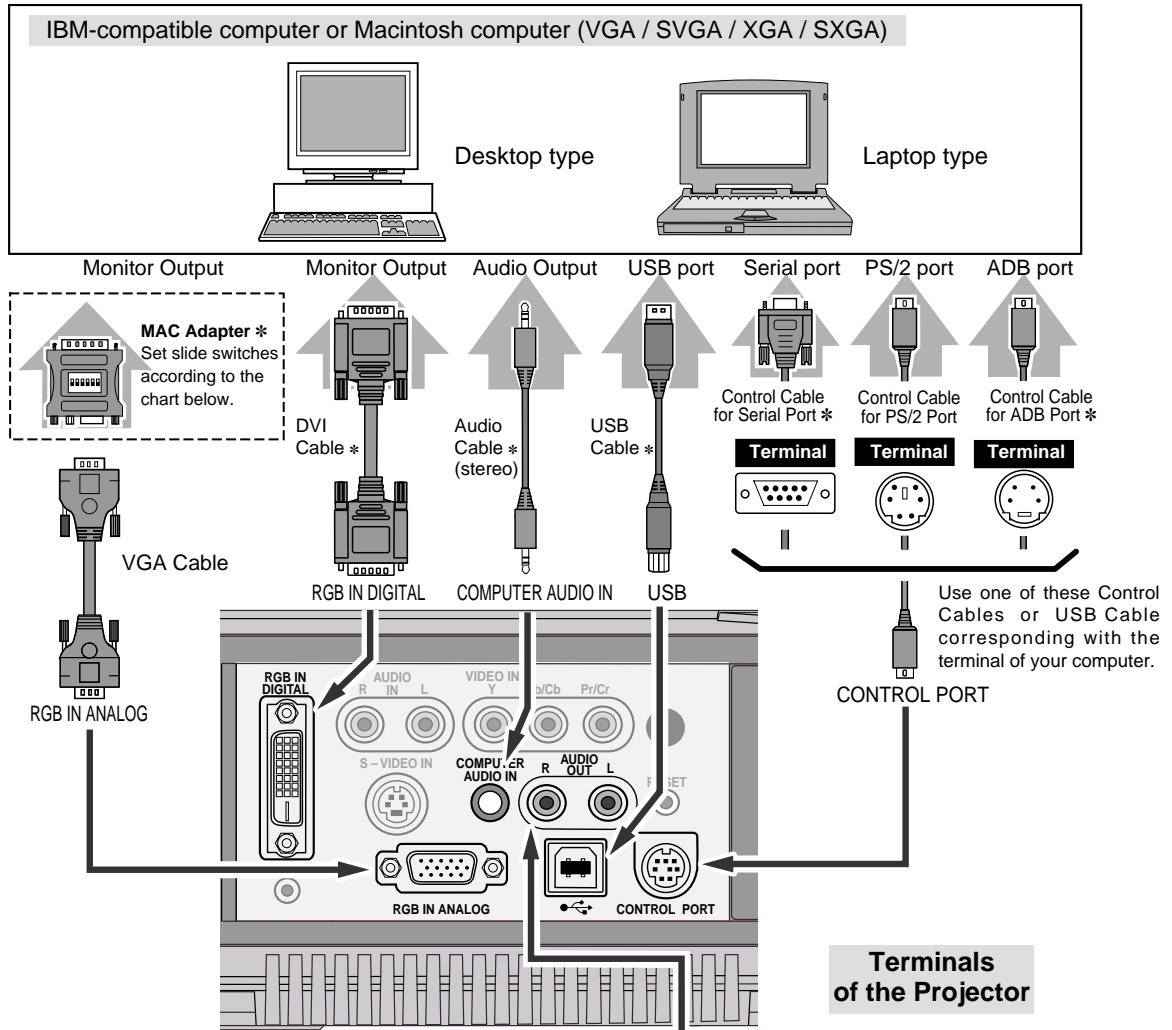 IBM-compatible computer or Macintosh computer (VGA / SVGA / XGA / SXGA)
Desktop type
Laptop type
Monitor Output
Monitor Output
Audio Output
USB port
Serial port
PS/2 port
ADB port
MAC Adapter ✻
Set slide switches
according to the
chart below.
DVI
Cable ✻
Audio
Cable ✻
(stereo)
USB
Cable ✻
Control Cable
for Serial Port ✻
Control Cable
for PS/2 Port
Control Cable
for ADB Port ✻
Terminal
Terminal
Terminal
VGA Cable
RGB IN DIGITAL
COMPUTER AUDIO IN
USB
Use one of these Control
Cables or USB Cable
corresponding with the
terminal of your computer.
CONTROL PORT
RGB IN ANALOG
RGB IN
DIGITAL
AUDIO
R IN L
VIDEO IN
Y b/Cb Pr/Cr
S – VIDEO IN
COMPUTER
AUDIO IN
AUDIO
R OUT L
RGB IN ANALOG
CONTROL PORT
Terminals
of the Projector